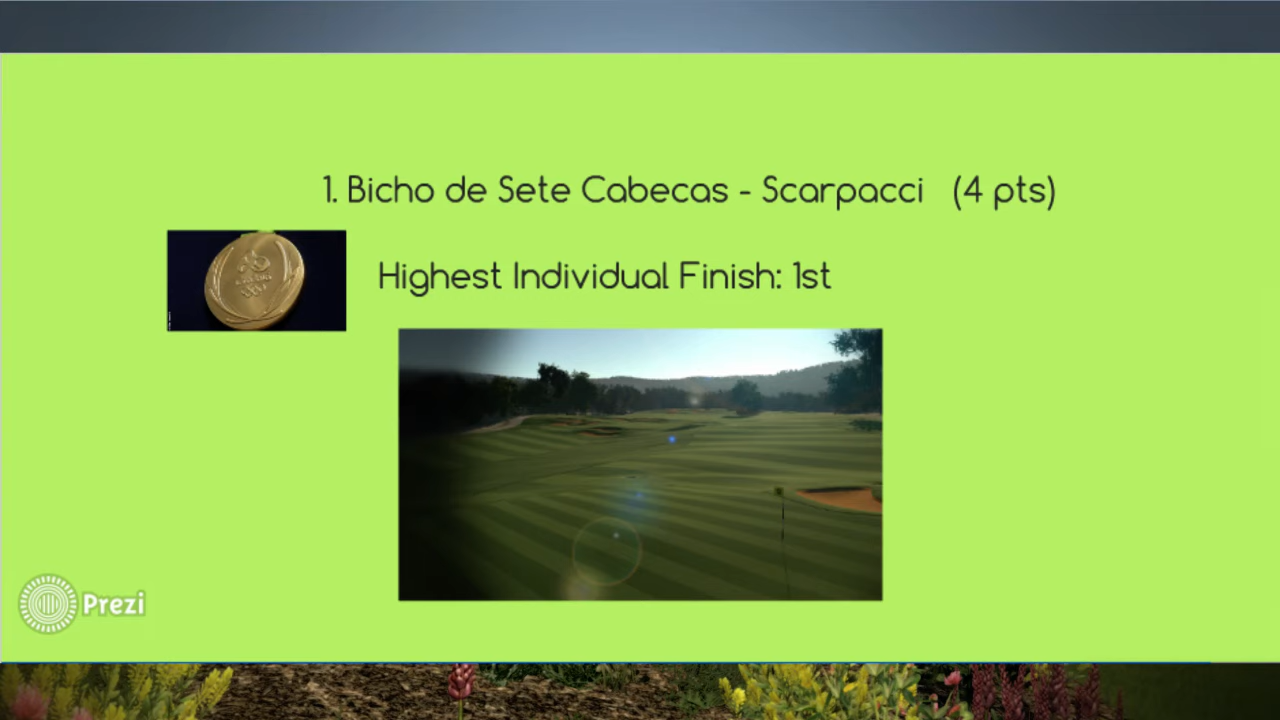 1. Bicho de Sete Cabecas - Scarpacci (4 pts)
Highest Individual Finish: 1st
Prezi